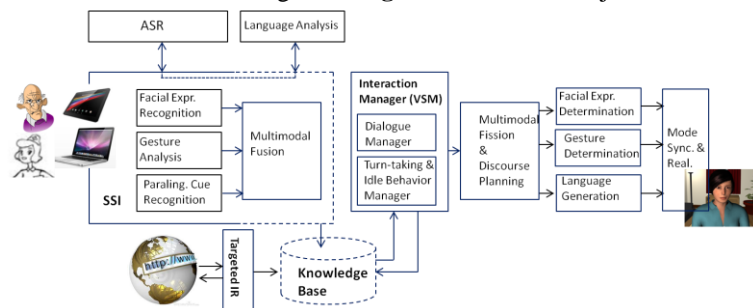 ASR
Language Analysis
Facial Expr.
Recognition
Gesture
Analysis
Paraling. Cue
Recognition
Multimodal
Fusion
SSI
Interaction
Manager (VSM)
Dialogue
Manager
Turn-taking &
Idle Behavior
Manager
Multimodal
Fission
&
Discourse
Planning
Facial Expr.
Determination
Gesture
Determination
Language
Generation
Mode
Sync. &
Real.
http://www.
Targeted IR
Knowledge
Base